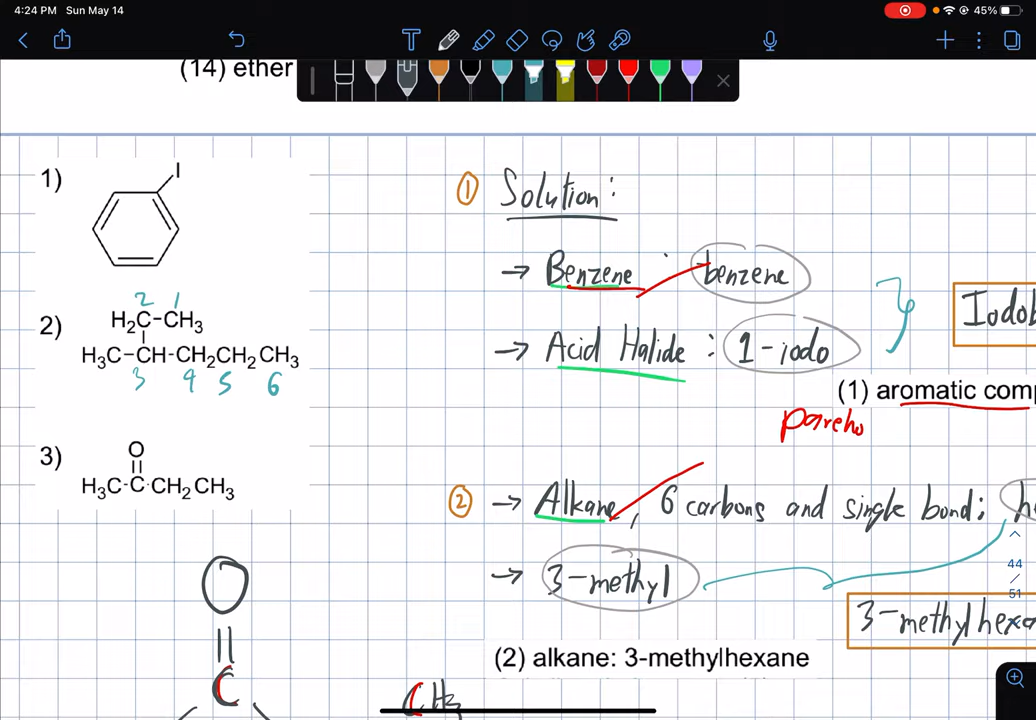 4:24 PM Sun May 14
45%
(14) ether
1)
I
2)
2 1
H₂C-CH₃
H₃C-CH-CH₂CH₂CH₃
3 4 5 6
3)
O
H₃C-C-CH₂CH₃
O
C
CH₃
① Solution:
→ Benzene : benzene
→ Acid Halide : 1-iodo
Iodob
(1) aromatic comp
pareho
② → Alkane, 6 carbons and single bond; h
→ 3-methyl
3-methylhexa
(2) alkane: 3-methylhexane
44
51